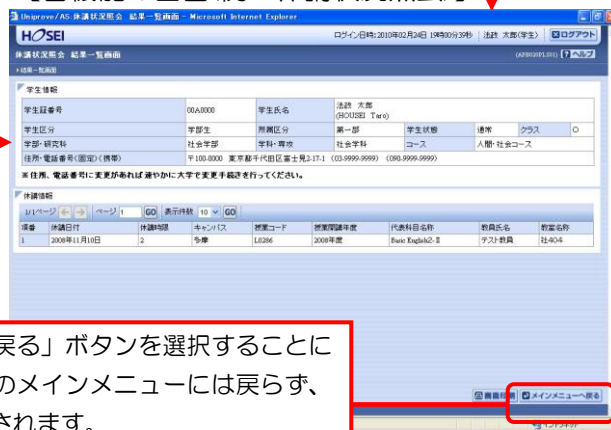 Uniprove/AS:休講状況照会 結果一覧画面 - Microsoft Internet Explorer
HOSEI
ログイン日時:2010年02月24日 19時00分39秒 法政 太郎(学生) ログアウト
休講状況照会 結果一覧画面
ヘルプ
結果一覧画面
学生情報
学生証番号 00A0000 学生氏名 法政 太郎
(HOUSEI Taro)
学生区分 学部生 所属区分 第一部 学生状態 通常 クラス O
学部・研究科 社会学部 学科・専攻 社会学科 コース 人間・社会コース
住所・電話番号(固定)(携帯) 〒100-0000 東京都千代田区富士見2-17-1 (03-9999-9999) (090-9999-9999)
※住所、電話番号に変更があれば速やかに大学で変更手続きを行ってください。
休講情報
1/1ページ ページ 1 GO 表示件数 10 GO
項番 休講日付 休講時限 キャンパス 授業コード 授業開講年度 代表科目名称 教員氏名 教室名称
1 2008年11月10日 2 多摩 L0286 2008年度 Basic English2-Ⅱ テスト教員 社404
戻る」ボタンを選択することに
のメインメニューには戻らず、
されます。
画面印刷 メインメニューへ戻る
イントラネット